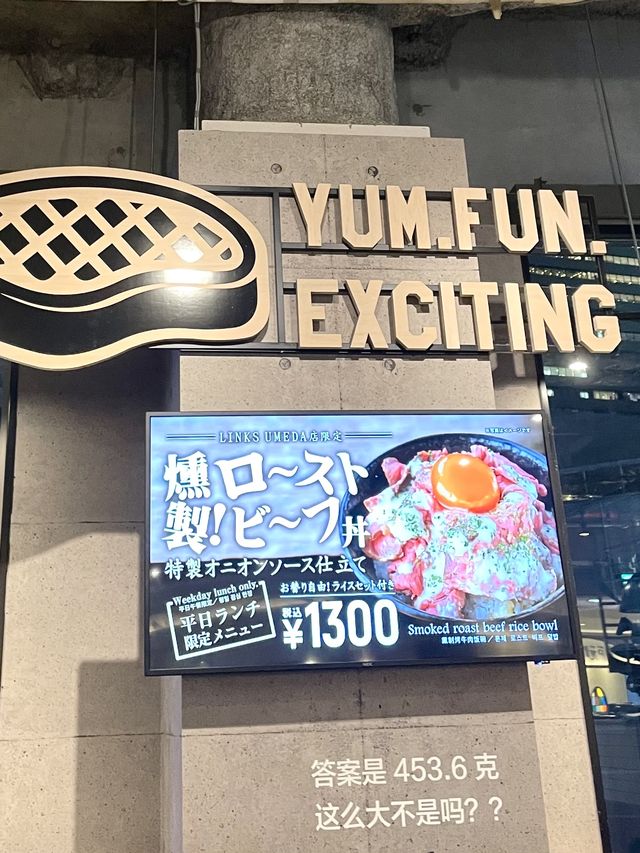 YUM.FUN.
EXCITING
LINKS UMEDA店限定
燻製!ロ〜ストビ〜フ丼
特製オニオンソース仕立て
お替り自由!ライスセット付き
Weekday lunch only.
平日ランチ
限定メニュー
税込
¥1300
Smoked roast beef rice bowl
答案是 453.6 克
这么大不是吗？？